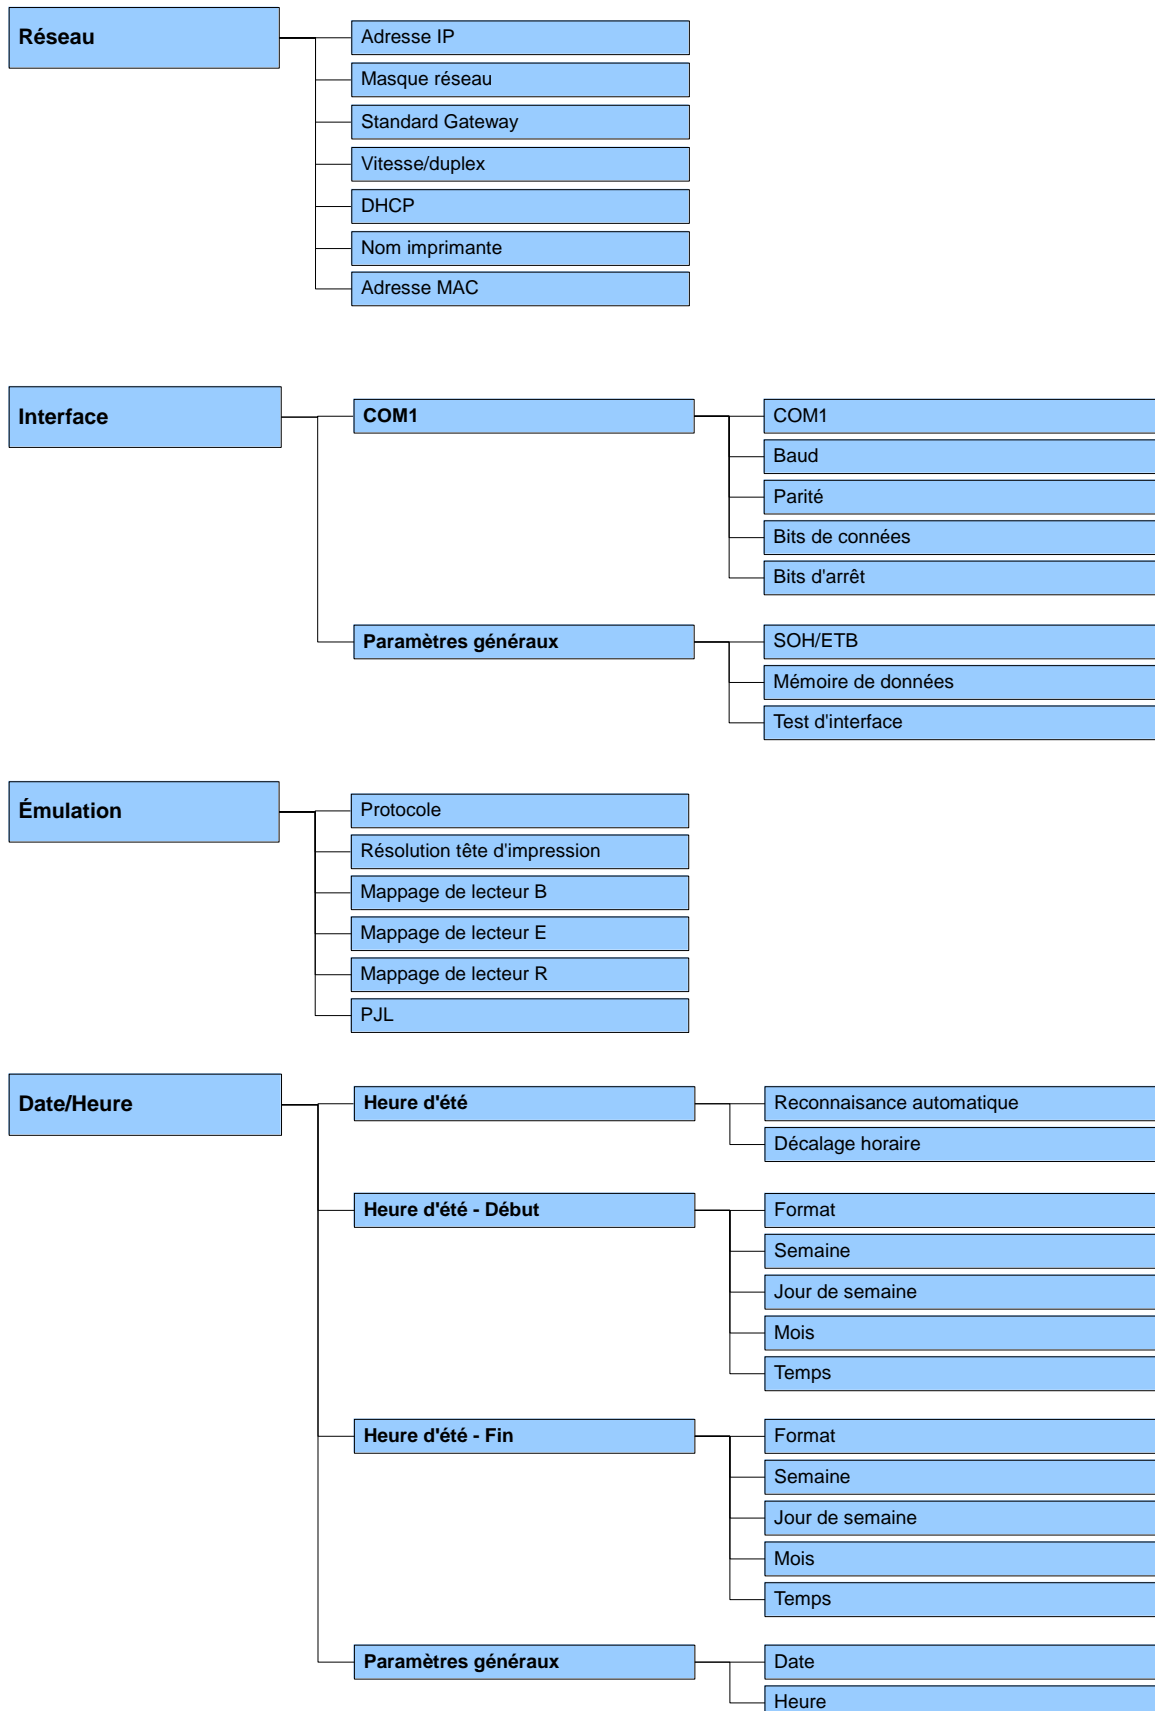 Réseau
Adresse IP
Masque réseau
Standard Gateway
Vitesse/duplex
DHCP
Nom imprimante
Adresse MAC
Interface
COM1
COM1
Baud
Parité
Bits de connées
Bits d'arrêt
Paramètres généraux
SOH/ETB
Mémoire de données
Test d'interface
Émulation
Protocole
Résolution tête d'impression
Mappage de lecteur B
Mappage de lecteur E
Mappage de lecteur R
PJL
Date/Heure
Heure d'été
Reconnaisance automatique
Décalage horaire
Heure d'été - Début
Format
Semaine
Jour de semaine
Mois
Temps
Heure d'été - Fin
Format
Semaine
Jour de semaine
Mois
Temps
Paramètres généraux
Date
Heure